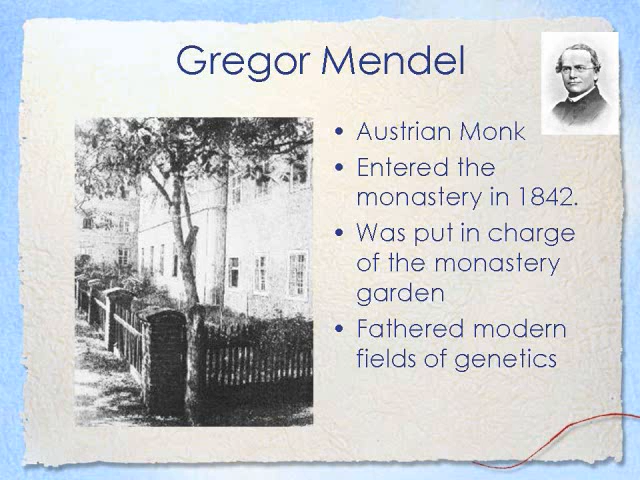 Gregor Mendel
• Austrian Monk
• Entered the
monastery in 1842.
• Was put in charge
of the monastery
garden
• Fathered modern
fields of genetics